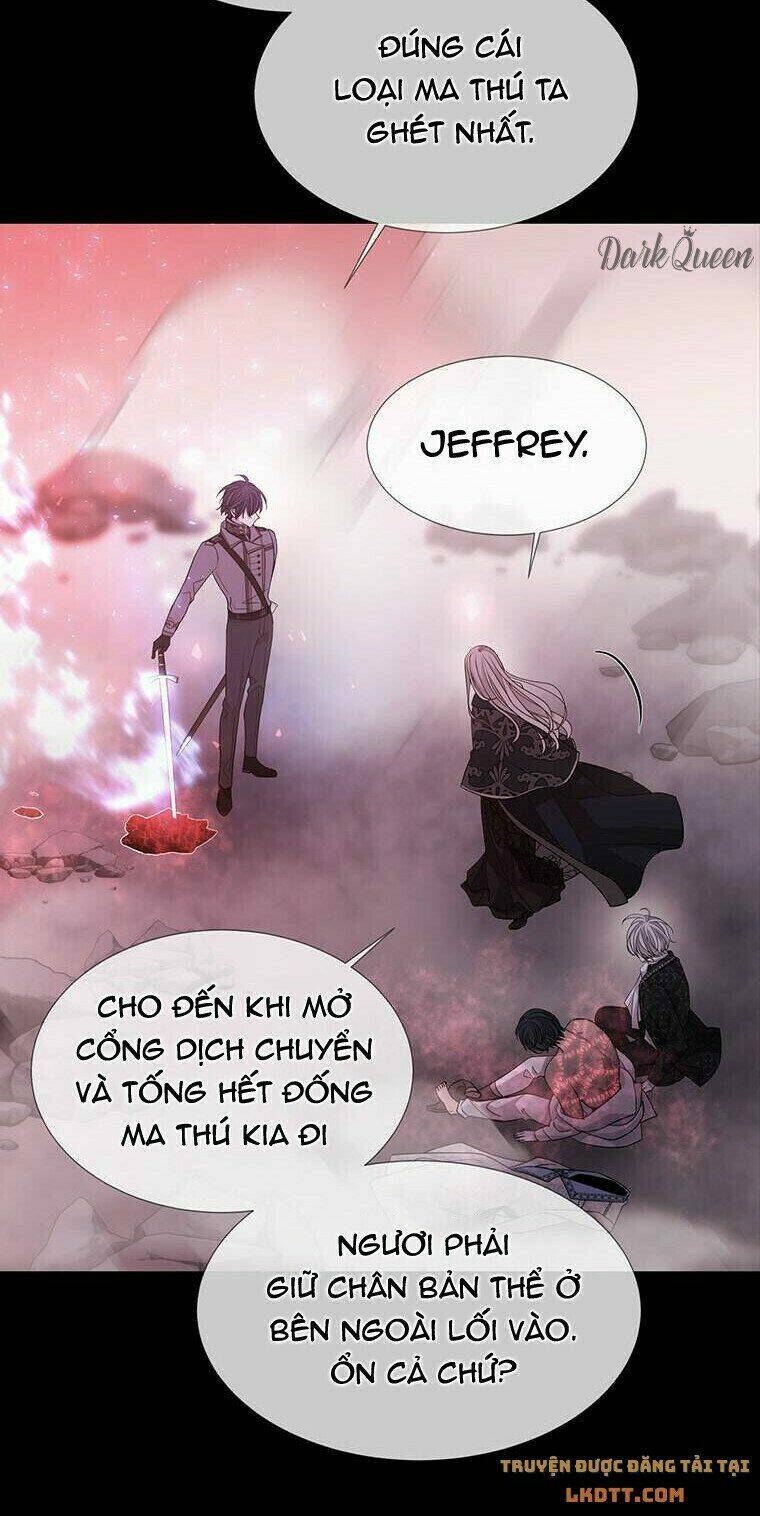 ĐÚNG CÁI
LOẠI MA THÚ TA
GHÉT NHẤT.
Dark Queen
JEFFREY.
CHO ĐẾN KHI MỞ
CỔNG DỊCH CHUYỂN
VÀ TỐNG HẾT ĐỐNG
MA THÚ KIA ĐI
NGƯƠI PHẢI
GIỮ CHÂN BẢN THỂ Ở
BÊN NGOÀI LỐI VÀO.
ỔN CẢ CHỨ?
TRUYỆN ĐƯỢC ĐĂNG TẢI TẠI
LKDTT.COM